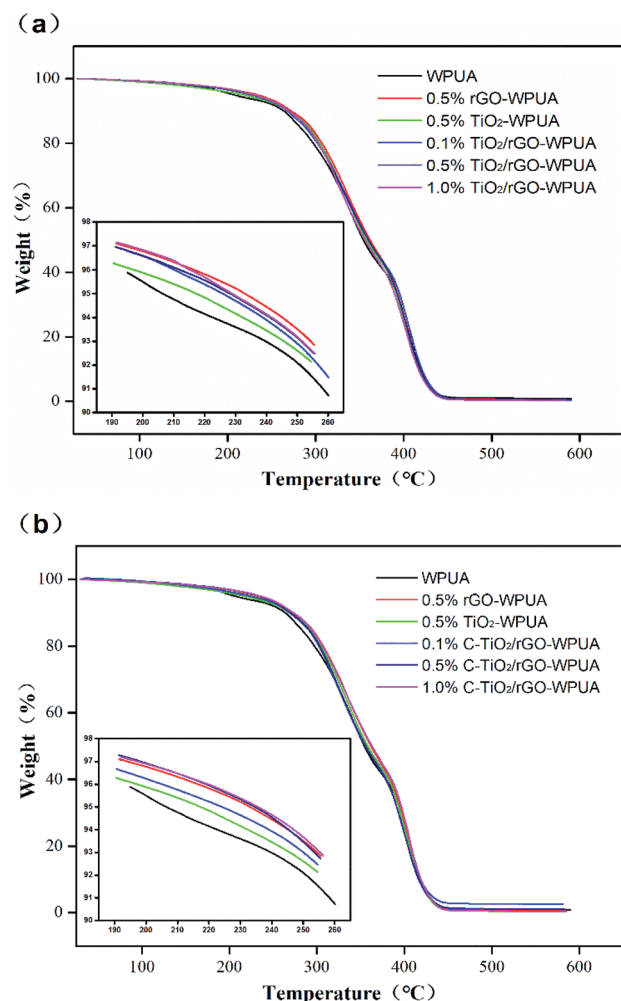 (a)
WPUA
0.5% rGO-WPUA
0.5% TiO₂-WPUA
0.1% TiO₂/rGO-WPUA
0.5% TiO₂/rGO-WPUA
1.0% TiO₂/rGO-WPUA
Weight (%)
100
80
60
40
20
0
98
97
96
95
94
93
92
91
90
190 200 210 220 230 240 250 260
100 200 300 400 500 600
Temperature (°C)
(b)
WPUA
0.5% rGO-WPUA
0.5% TiO₂-WPUA
0.1% C-TiO₂/rGO-WPUA
0.5% C-TiO₂/rGO-WPUA
1.0% C-TiO₂/rGO-WPUA
Weight (%)
100
80
60
40
20
0
98
97
96
95
94
93
92
91
90
190 200 210 220 230 240 250 260
100 200 300 400 500 600
Temperature (°C)